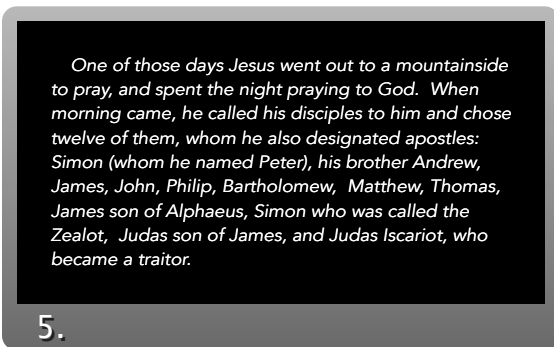 One of those days Jesus went out to a mountainside
to pray, and spent the night praying to God.  When
morning came, he called his disciples to him and chose
twelve of them, whom he also designated apostles:
Simon (whom he named Peter), his brother Andrew,
James, John, Philip, Bartholomew,  Matthew, Thomas,
James son of Alphaeus, Simon who was called the
Zealot,  Judas son of James, and Judas Iscariot, who
became a traitor.
5.